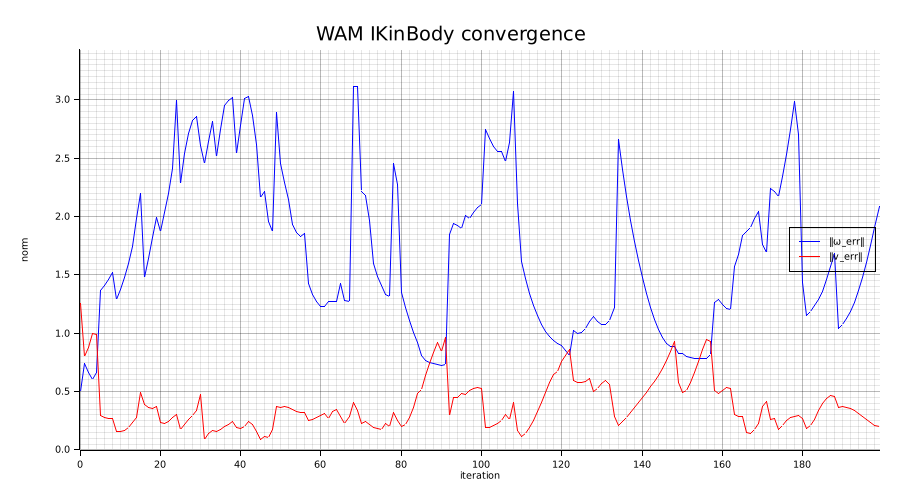 WAM IKinBody convergence
norm
3.0
2.5
2.0
1.5
1.0
0.5
0.0
‖ω_err‖
‖v_err‖
0 20 40 60 80 100 120 140 160 180
iteration